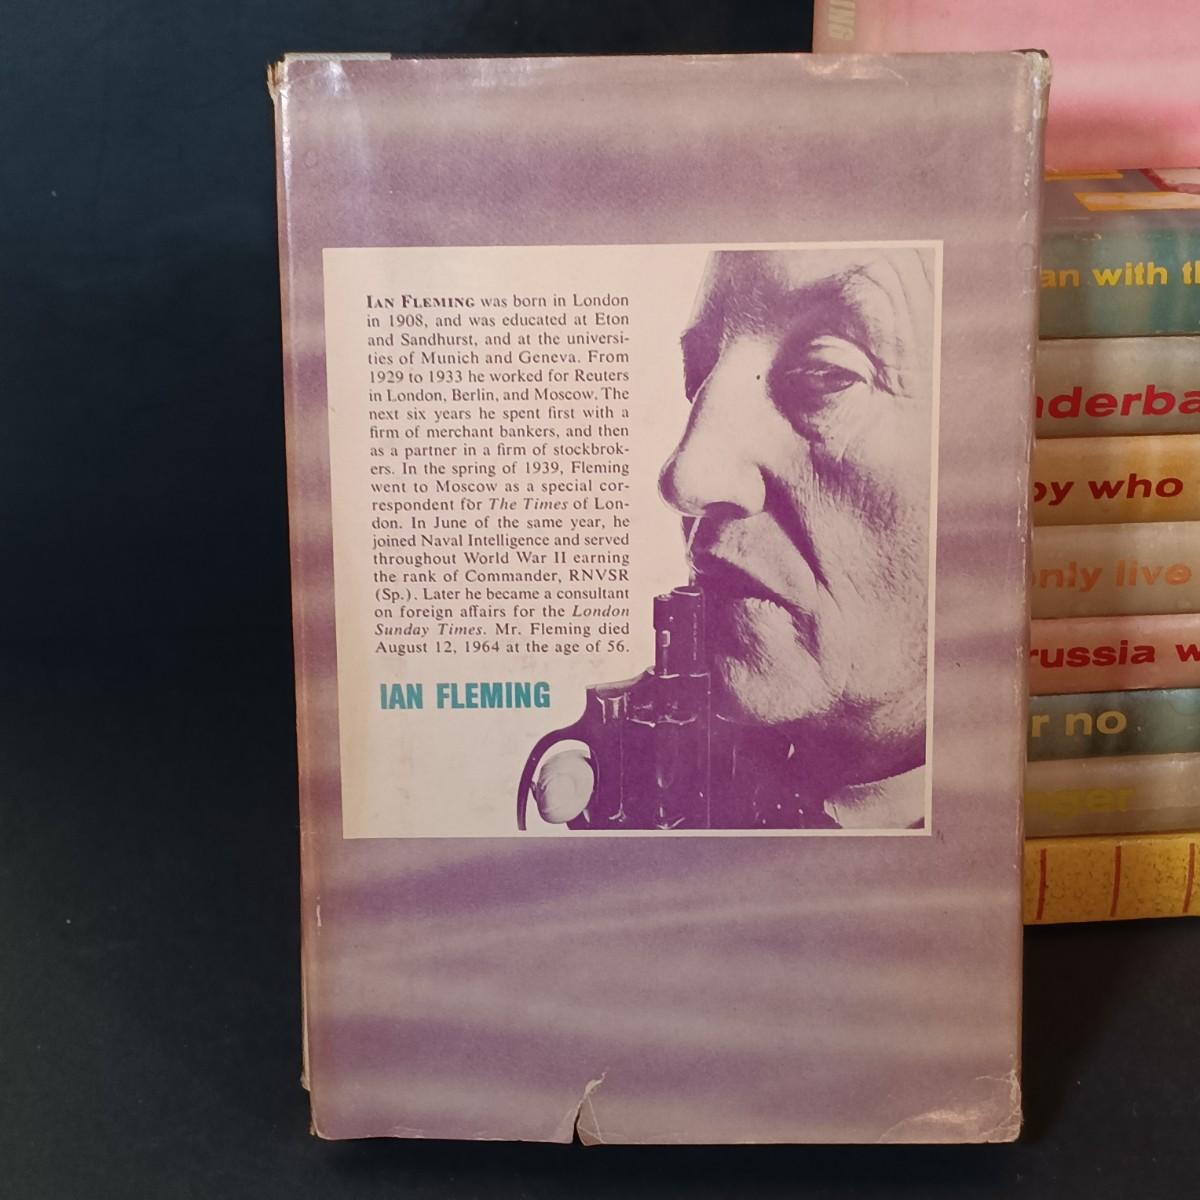 IAN FLEMING was born in London
in 1908, and was educated at Eton
and Sandhurst, and at the universi-
ties of Munich and Geneva. From
1929 to 1933 he worked for Reuters
in London, Berlin, and Moscow. The
next six years he spent first with a
firm of merchant bankers, and then
as a partner in a firm of stockbrok-
ers. In the spring of 1939, Fleming
went to Moscow as a special cor-
respondent for The Times of Lon-
don. In June of the same year, he
joined Naval Intelligence and served
throughout World War II earning
the rank of Commander, RNVSR
(Sp.). Later he became a consultant
on foreign affairs for the London
Sunday Times. Mr. Fleming died
August 12, 1964 at the age of 56.
IAN FLEMING
ING
an with th
nderba
oy who
only live
russia w
r no
nger